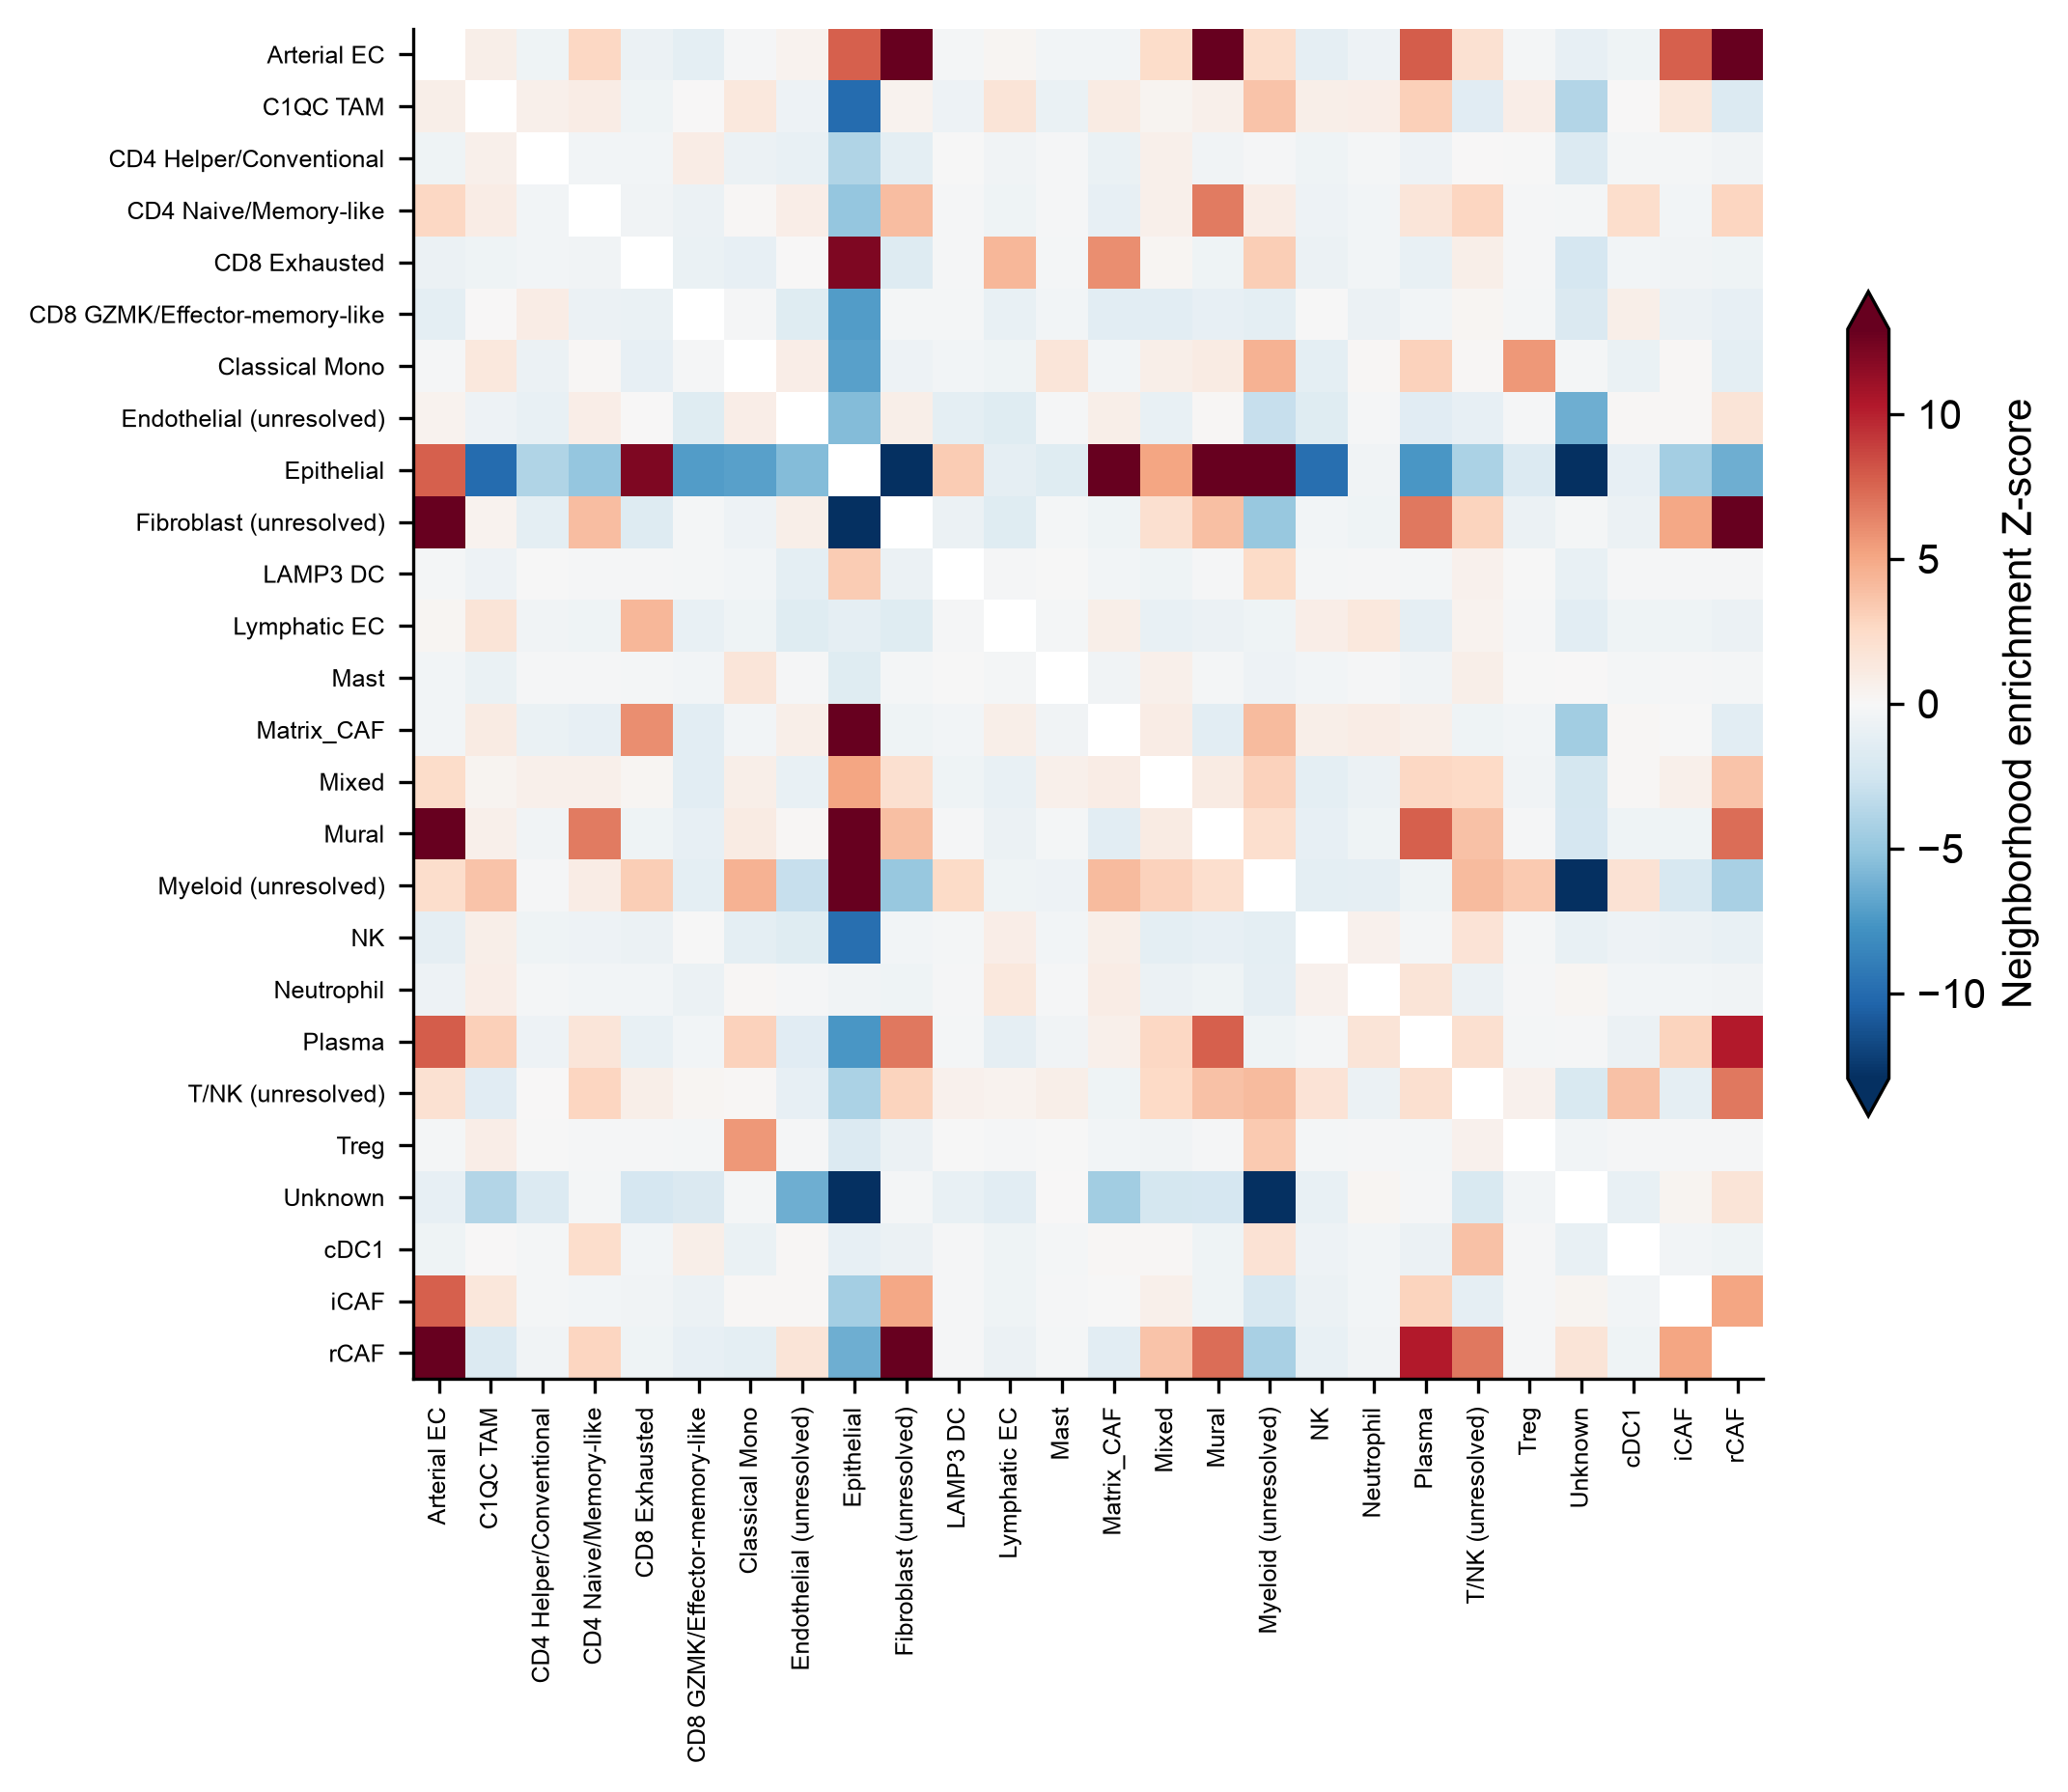 Arterial EC
C1QC TAM
CD4 Helper/Conventional
CD4 Naive/Memory-like
CD8 Exhausted
CD8 GZMK/Effector-memory-like
Classical Mono
Endothelial (unresolved)
Epithelial
Fibroblast (unresolved)
LAMP3 DC
Lymphatic EC
Mast
Matrix_CAF
Mixed
Mural
Myeloid (unresolved)
NK
Neutrophil
Plasma
T/NK (unresolved)
Treg
Unknown
cDC1
iCAF
rCAF
Arterial EC
C1QC TAM
CD4 Helper/Conventional
CD4 Naive/Memory-like
CD8 Exhausted
CD8 GZMK/Effector-memory-like
Classical Mono
Endothelial (unresolved)
Epithelial
Fibroblast (unresolved)
LAMP3 DC
Lymphatic EC
Mast
Matrix_CAF
Mixed
Mural
Myeloid (unresolved)
NK
Neutrophil
Plasma
T/NK (unresolved)
Treg
Unknown
cDC1
iCAF
rCAF
10
5
0
−5
−10
Neighborhood enrichment Z-score